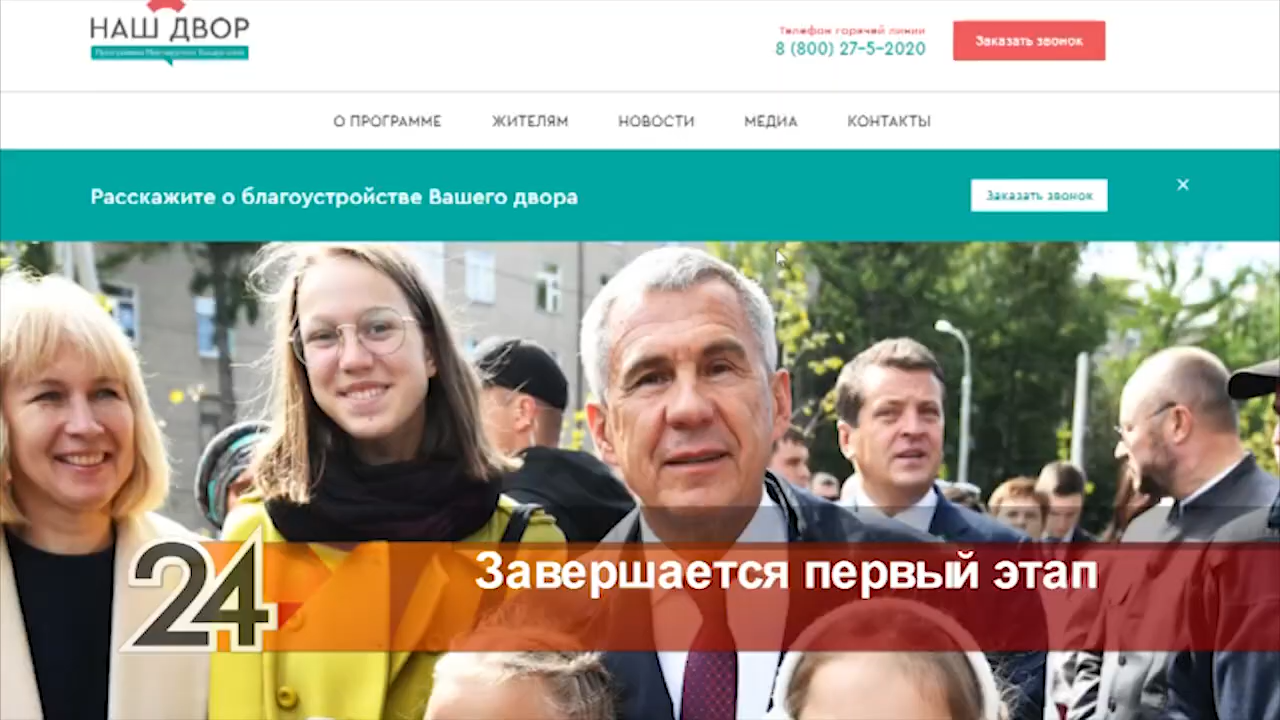 НАШ ДВОР
Телефон горячей линии
8 (800) 27-5-2020
Заказать звонок
О ПРОГРАММЕ ЖИТЕЛЯМ НОВОСТИ МЕДИА КОНТАКТЫ
Расскажите о благоустройстве Вашего двора
Заказать звонок
24
Завершается первый этап